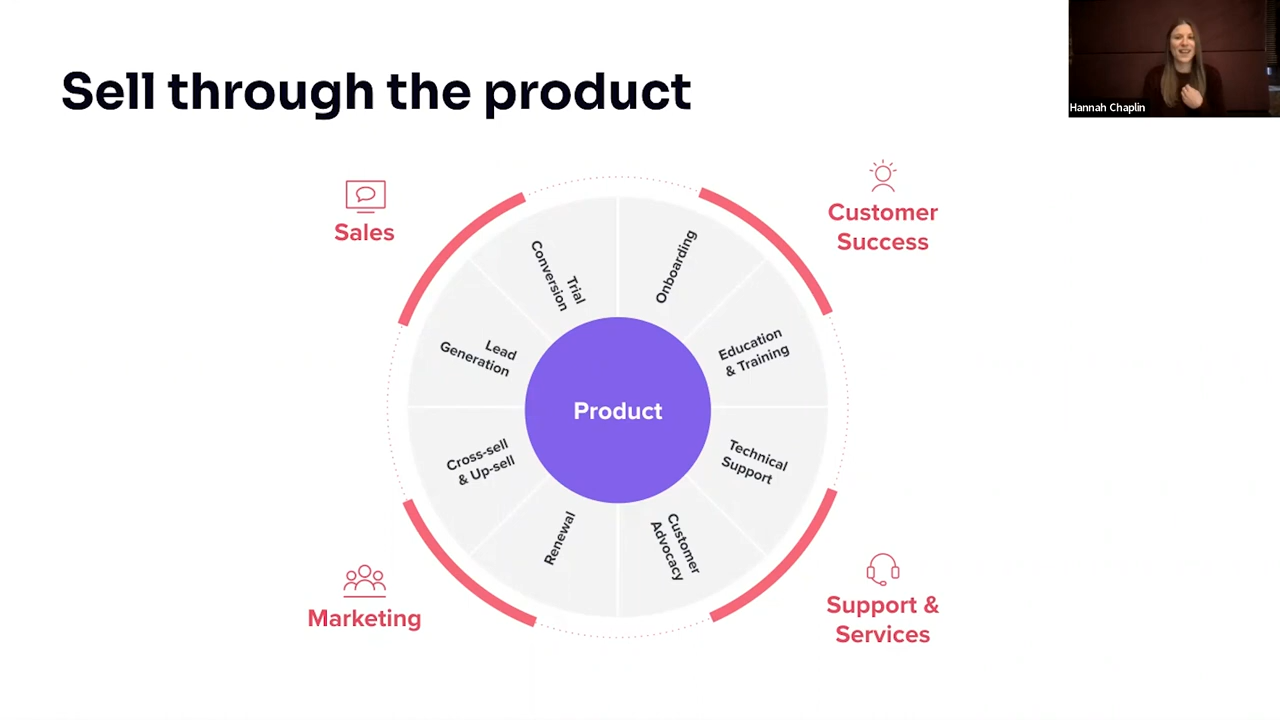 Sell through the product
Hannah Chaplin
Sales
Customer
Success
Trial
Conversion
Onboarding
Lead
Generation
Education
& Training
Product
Cross-sell
& Up-sell
Technical
Support
Renewal
Customer
Advocacy
Marketing
Support &
Services